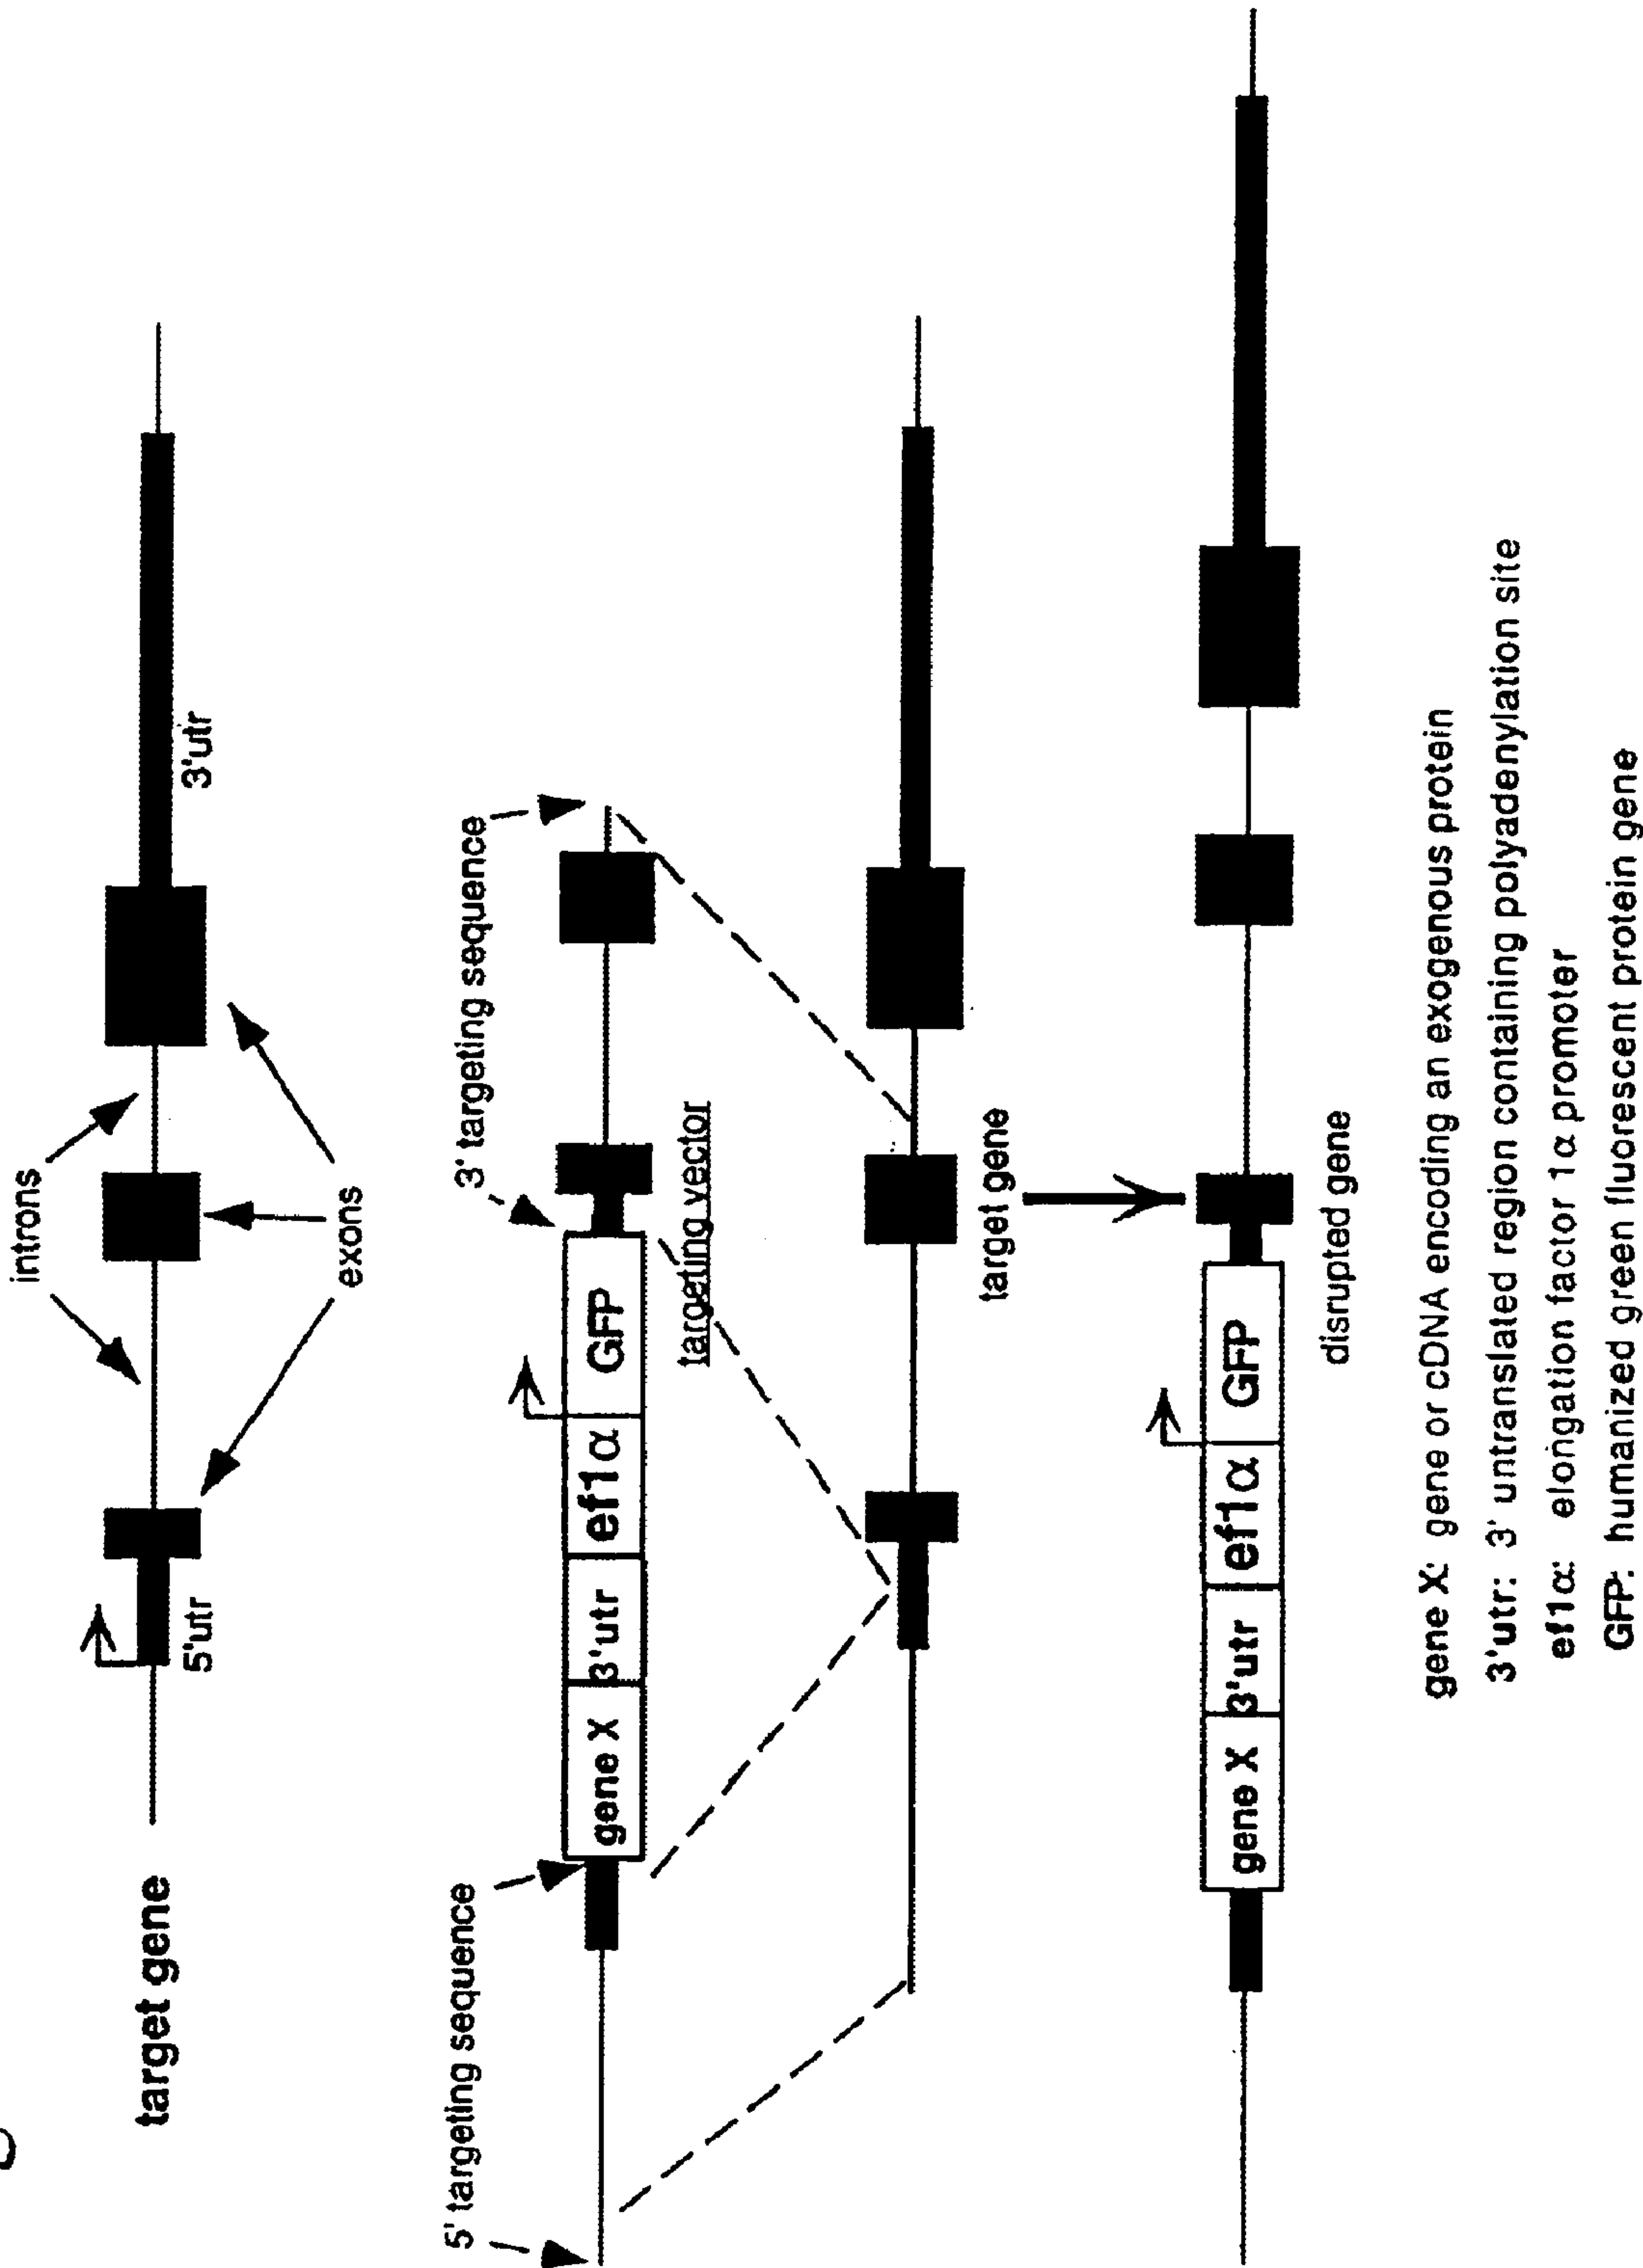 target gene
introns
5'utr
3'utr
exons
5' targeting sequence
3' targeting sequence
gene X
3'utr
ef1α
GFP
targeting vector
target gene
gene X
3'utr
ef1α
GFP
disrupted gene
gene X: gene or cDNA encoding an exogenous protein
3'utr: 3' untranslated region containing polyadenylation site
ef1α: elongation factor 1α promoter
GFP: humanized green fluorescent protein gene